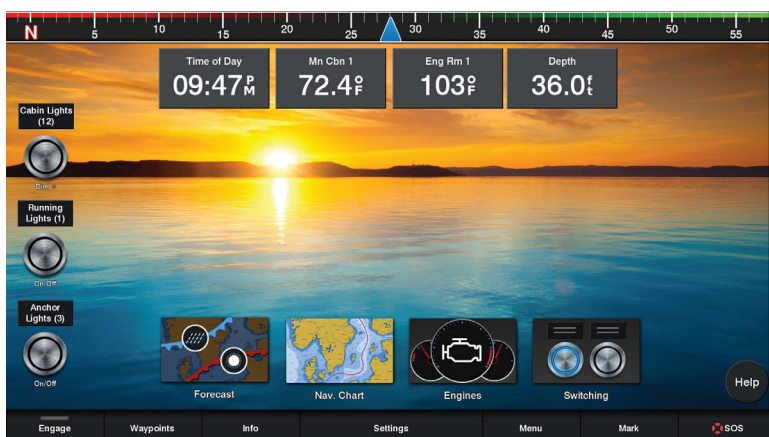 N 5 10 15 20 25 30 35 40 45 50 55
Time of Day
09:47 PM
Mn Cbn 1
72.4°F
Eng Rm 1
103°F
Depth
36.0 ft
Cabin Lights
(12)
Running
Lights (1)
On/Off
Anchor
Lights (3)
On/Off
Forecast
Nav. Chart
Engines
Switching
Help
Engage
Waypoints
Info
Settings
Menu
Mark
SOS